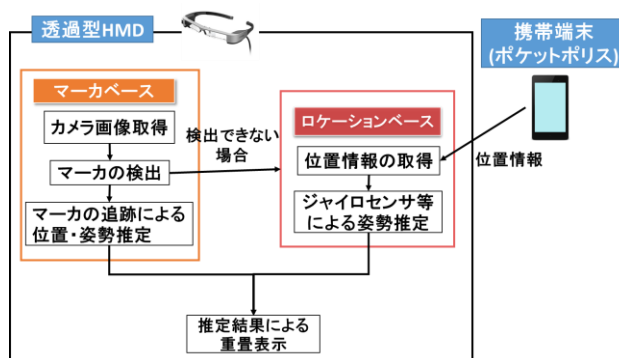 透過型HMD
携帯端末
(ポケットポリス)
マーカベース
カメラ画像取得
マーカの検出
マーカの追跡による
位置・姿勢推定
検出できない
場合
ロケーションベース
位置情報の取得
ジャイロセンサ等
による姿勢推定
位置情報
推定結果による
重畳表示